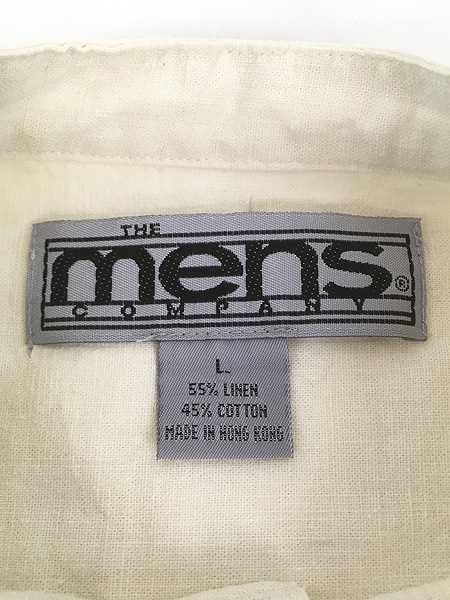 THE
mens®
COMPANY
L
55% LINEN
45% COTTON
MADE IN HONG KONG